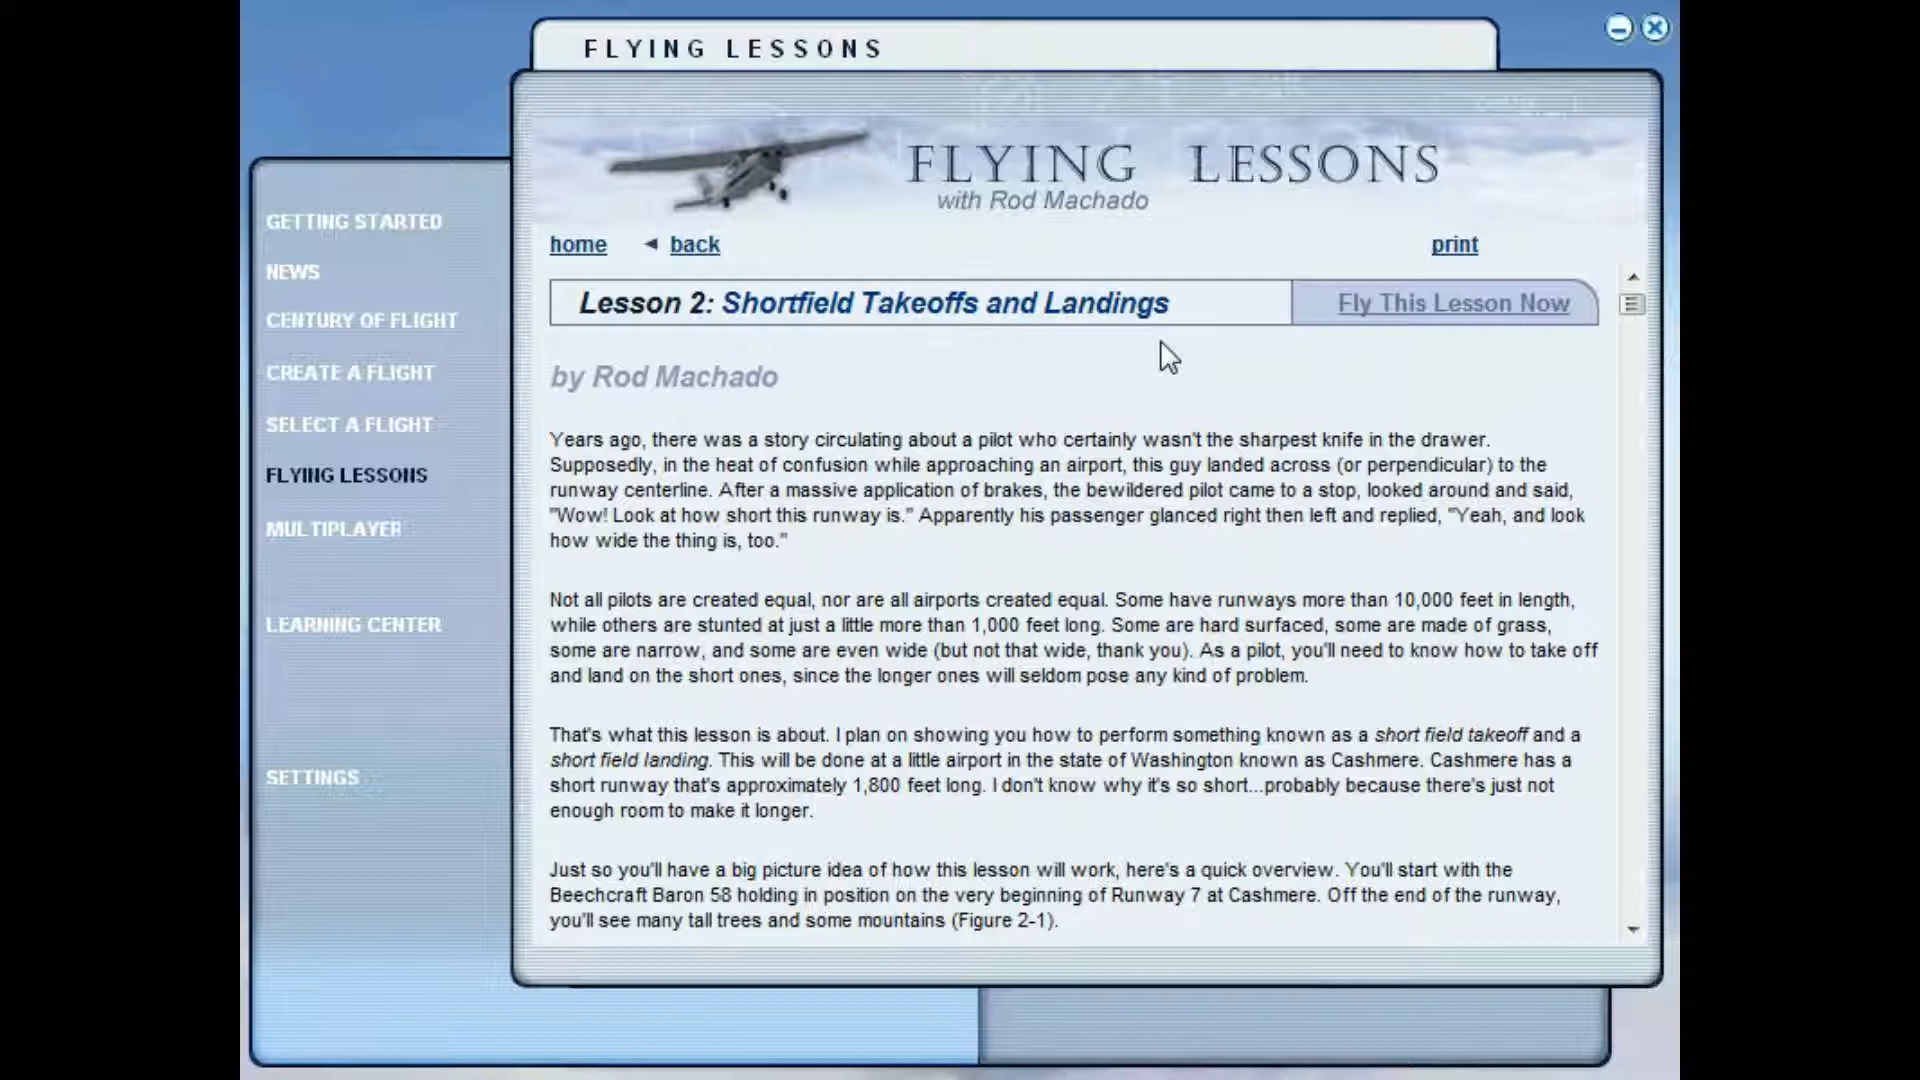 FLYING LESSONS
FLYING LESSONS
with Rod Machado
home ◄ back print
GETTING STARTED
NEWS
CENTURY OF FLIGHT
CREATE A FLIGHT
SELECT A FLIGHT
FLYING LESSONS
MULTIPLAYER
LEARNING CENTER
SETTINGS
Lesson 2: Shortfield Takeoffs and Landings
Fly This Lesson Now
by Rod Machado
Years ago, there was a story circulating about a pilot who certainly wasn't the sharpest knife in the drawer.
Supposedly, in the heat of confusion while approaching an airport, this guy landed across (or perpendicular) to the
runway centerline. After a massive application of brakes, the bewildered pilot came to a stop, looked around and said,
"Wow! Look at how short this runway is." Apparently his passenger glanced right then left and replied, "Yeah, and look
how wide the thing is, too."
Not all pilots are created equal, nor are all airports created equal. Some have runways more than 10,000 feet in length,
while others are stunted at just a little more than 1,000 feet long. Some are hard surfaced, some are made of grass,
some are narrow, and some are even wide (but not that wide, thank you). As a pilot, you'll need to know how to take off
and land on the short ones, since the longer ones will seldom pose any kind of problem.
That's what this lesson is about. I plan on showing you how to perform something known as a short field takeoff and a
short field landing. This will be done at a little airport in the state of Washington known as Cashmere. Cashmere has a
short runway that's approximately 1,800 feet long. I don't know why it's so short...probably because there's just not
enough room to make it longer.
Just so you'll have a big picture idea of how this lesson will work, here's a quick overview. You'll start with the
Beechcraft Baron 58 holding in position on the very beginning of Runway 7 at Cashmere. Off the end of the runway,
you'll see many tall trees and some mountains (Figure 2-1).